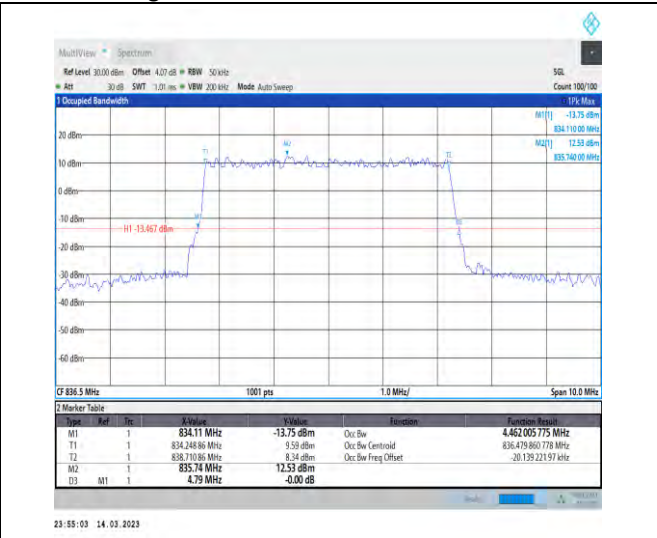 MultiView Spectrum
Ref Level 30.00 dBm Offset 4.07 dB RBW 50 kHz SGL
Att 30 dB SWT 1.01 ms VBW 200 kHz Mode Auto Sweep Count 100/100
1 Occupied Bandwidth 1Pk Max
M1[1] -13.75 dBm
834.110 00 MHz
M2[1] 12.53 dBm
835.740 00 MHz
20 dBm
M2
T1
T2
10 dBm
0 dBm
-10 dBm
M1
H1 -13.467 dBm
-20 dBm
-30 dBm
-40 dBm
-50 dBm
-60 dBm
CF 836.5 MHz 1001 pts 1.0 MHz/ Span 10.0 MHz
2 Marker Table
Type Ref Trc X-Value Y-Value Function Function Result
M1 1 834.11 MHz -13.75 dBm Occ Bw 4.462 005 775 MHz
T1 1 834.248 86 MHz 9.59 dBm Occ Bw Centroid 836.479 860 778 MHz
T2 1 838.710 86 MHz 8.34 dBm Occ Bw Freq Offset -20.139 221 97 kHz
M2 1 835.74 MHz 12.53 dBm
D3 M1 1 4.79 MHz -0.00 dB
23:55:03 14.03.2023